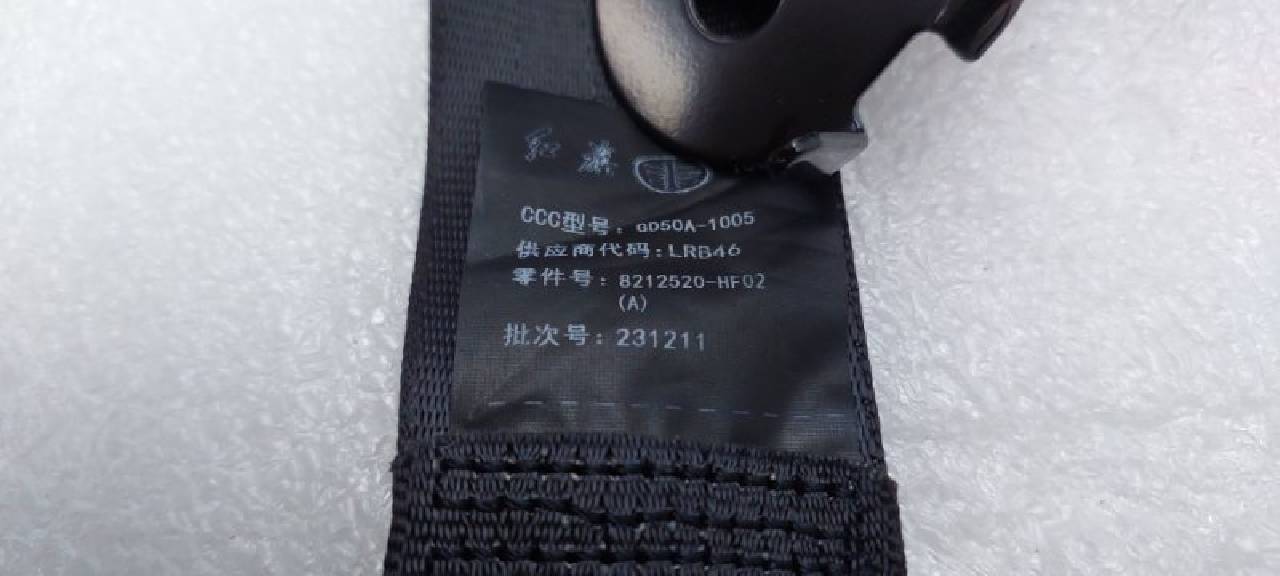 红旗
CCC型号: GD50A-1005
供应商代码: LRB46
零件号: 8212520-HF02
(A)
批次号: 231211